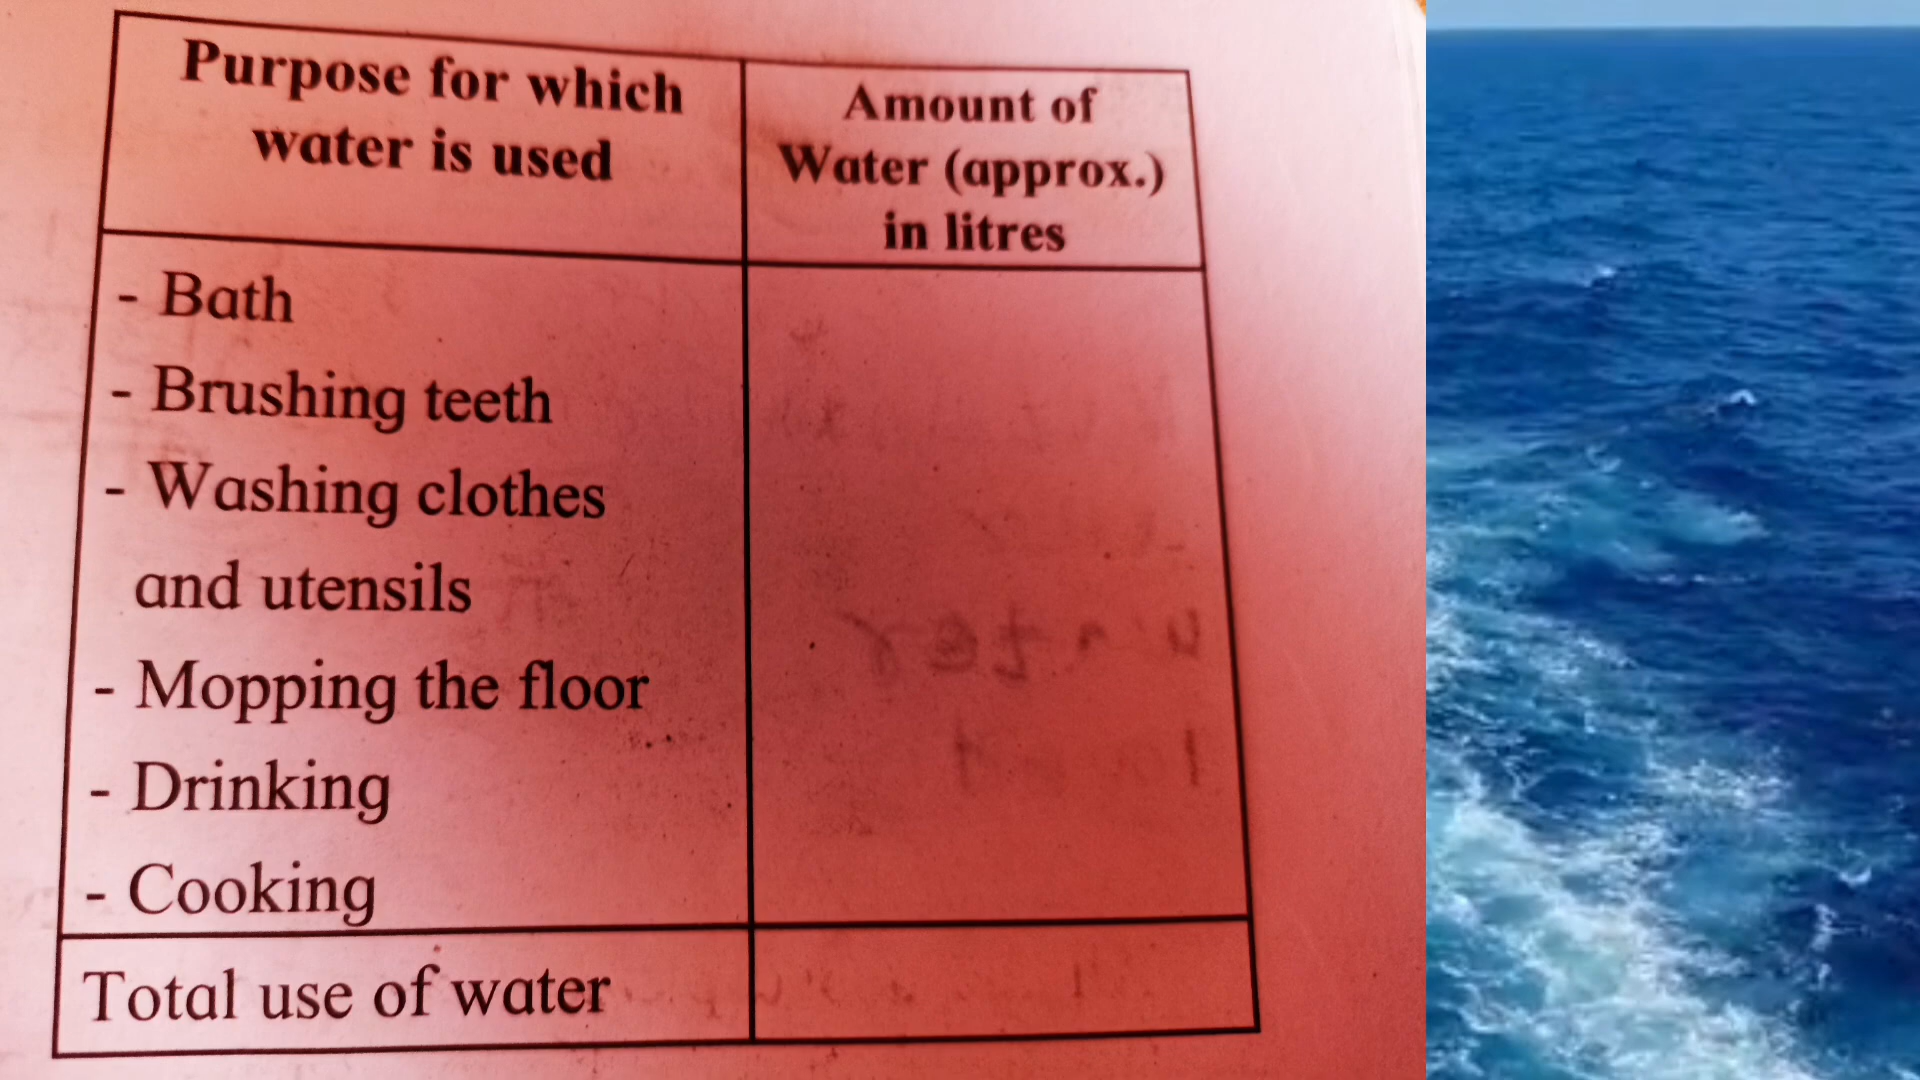 Purpose for which
water is used
Amount of
Water (approx.)
in litres
- Bath
- Brushing teeth
- Washing clothes
and utensils
- Mopping the floor
- Drinking
- Cooking
Total use of water